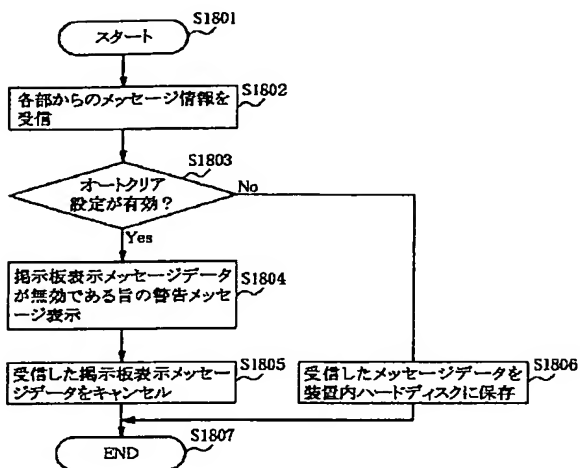 S1801
スタート
S1802
各部からのメッセージ情報を
受信
S1803
オートクリア
設定が有効？
No
Yes
S1804
掲示板表示メッセージデータ
が無効である旨の警告メッセ
ージ表示
S1805
受信した掲示板表示メッセー
ジデータをキャンセル
S1806
受信したメッセージデータを
装置内ハードディスクに保存
S1807
END